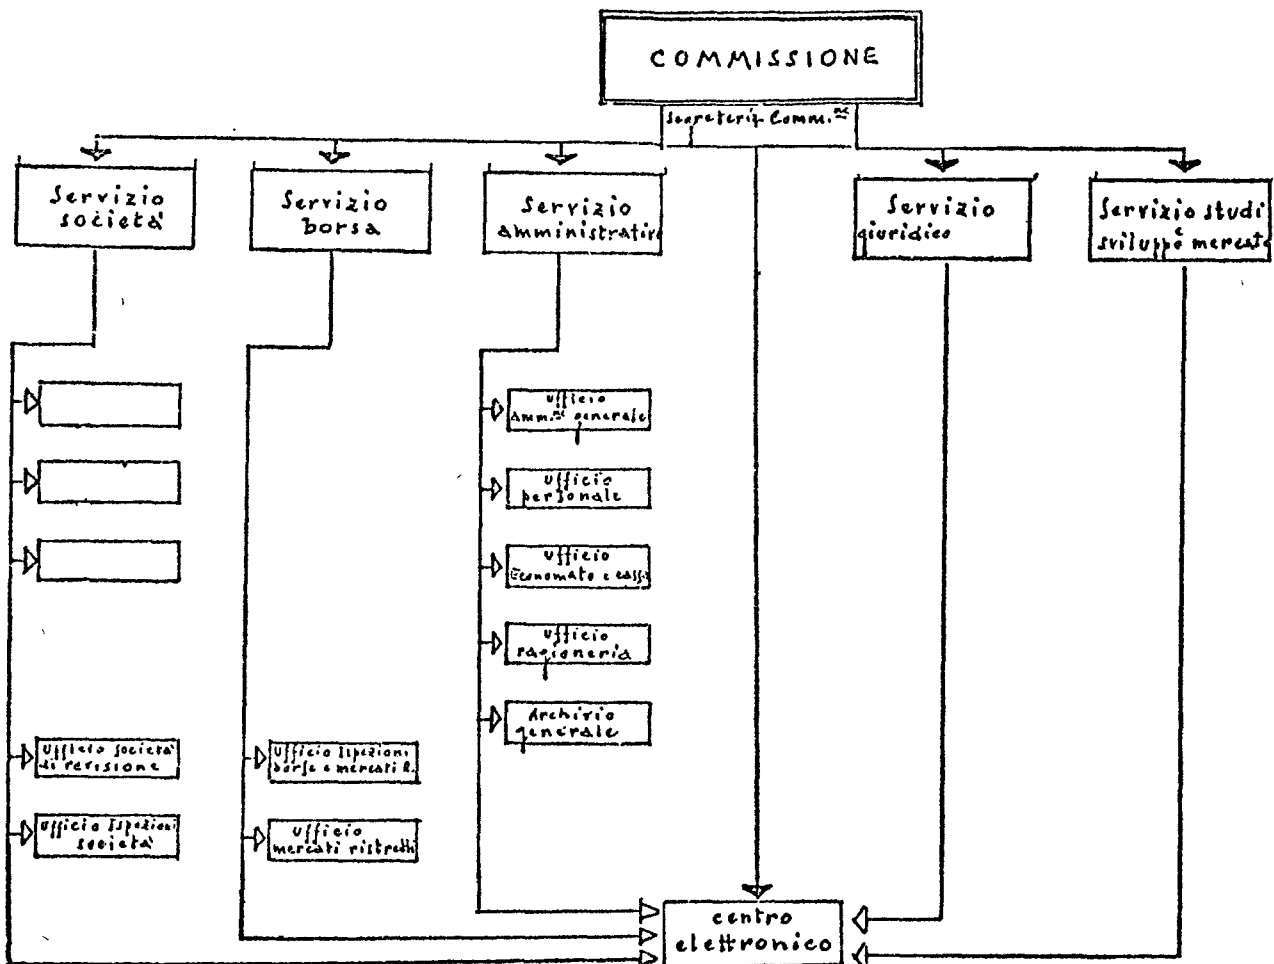 COMMISSIONE
Segreteria Comm.ne
Servizio
società
Servizio
borsa
Servizio
amministrativo
Servizio
giuridico
Servizio studi
e
sviluppo mercato
Ufficio
Amm.ne generale
Ufficio
personale
Ufficio
Economato e cassa
Ufficio
ragioneria
Archivio
generale
Ufficio società
di revisione
Ufficio Ispezioni
società
Ufficio Ispezioni
borse e mercati R.
Ufficio
mercati ristretti
centro
elettronico